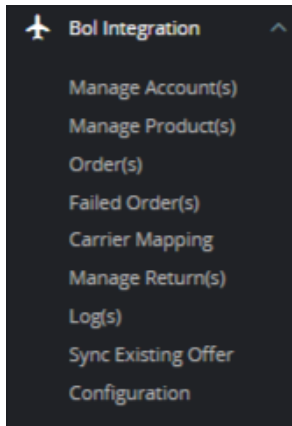 Bol Integration
Manage Account(s)
Manage Product(s)
Order(s)
Failed Order(s)
Carrier Mapping
Manage Return(s)
Log(s)
Sync Existing Offer
Configuration